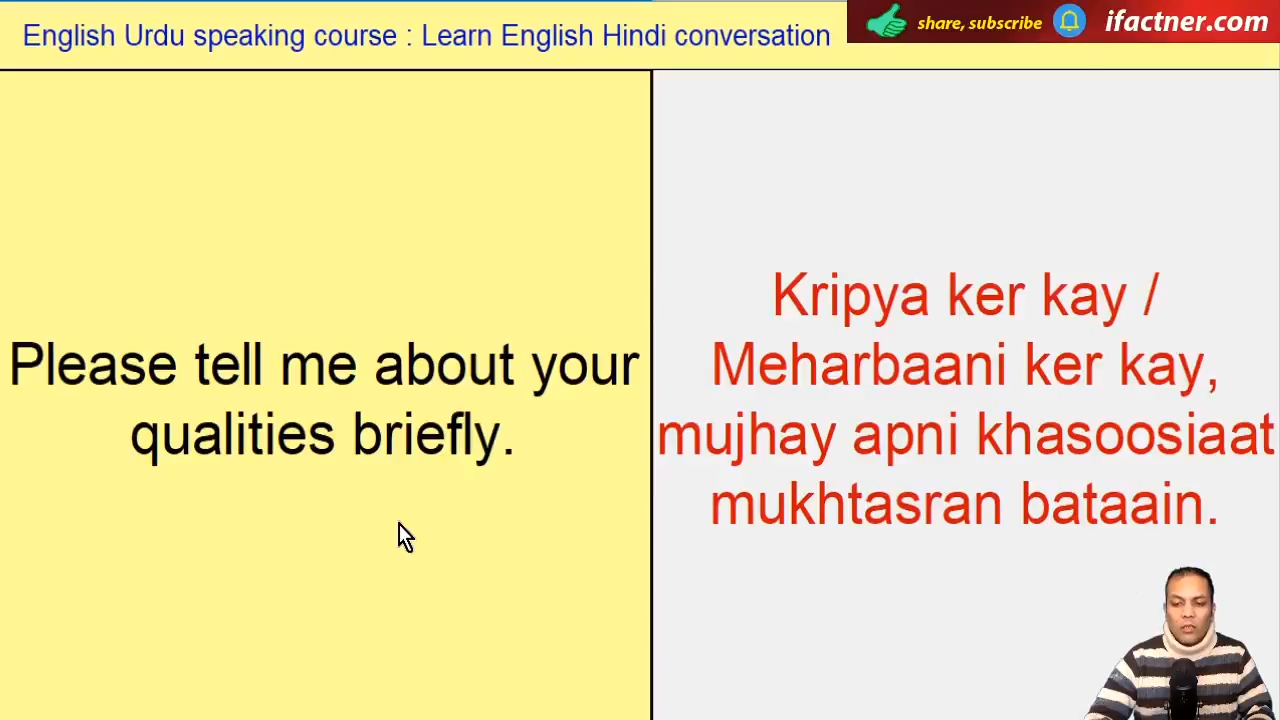 English Urdu speaking course : Learn English Hindi conversation
share, subscribe
ifactner.com
Please tell me about your
qualities briefly.
Kripya ker kay /
Meharbaani ker kay,
mujhay apni khasoosiaat
mukhtasran bataain.